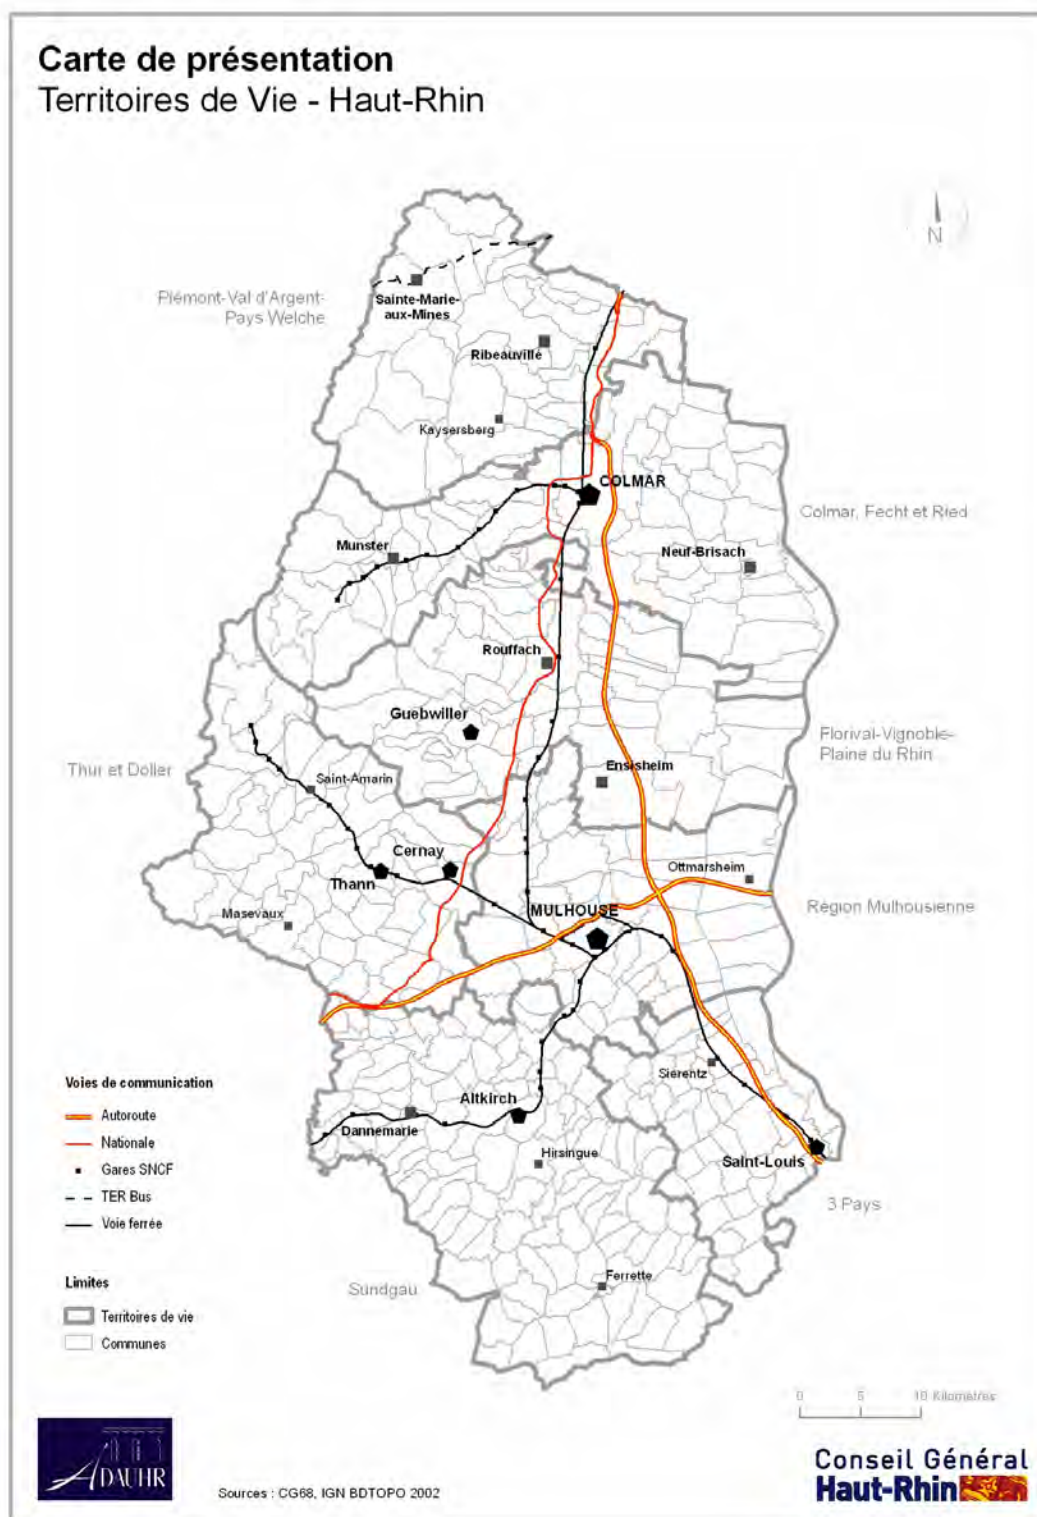 Carte de présentation
Territoires de Vie - Haut-Rhin
N
Piémont-Val d'Argent-
Pays Welche
Sainte-Marie-
aux-Mines
Ribeauvillé
Kaysersberg
COLMAR
Colmar, Fecht et Ried
Munster
Neuf-Brisach
Rouffach
Guebwiller
Florival-Vignoble-
Plaine du Rhin
Thur et Doller
Saint-Amarin
Ensisheim
Cernay
Thann
Ottmarsheim
Masevaux
MULHOUSE
Région Mulhousienne
Sierentz
Altkirch
Dannemarie
Hirsingue
Saint-Louis
3 Pays
Ferrette
Sundgau
Voies de communication
Autoroute
Nationale
Gares SNCF
TER Bus
Voie ferrée
Limites
Territoires de vie
Communes
0 5 10 Kilomètres
ADAUHR
Sources : CG68, IGN BDTOPO 2002
Conseil Général
Haut-Rhin